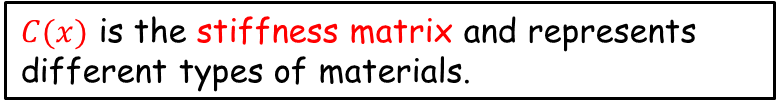 C(x) is the stiffness matrix and represents
different types of materials.